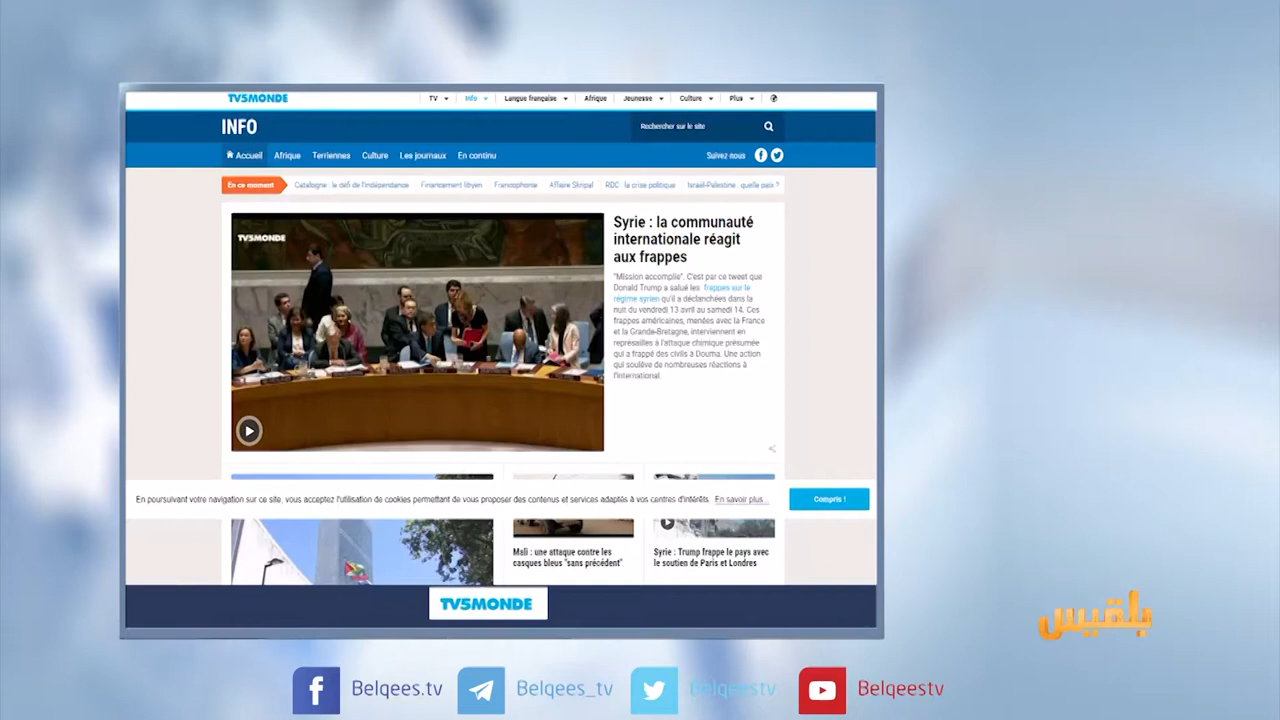 TV5MONDE
TV Info Langue française Afrique Jeunesse Culture Plus
INFO
Rechercher sur le site
Accueil Afrique Terriennes Culture Les journaux En continu
Suivez nous
En ce moment Catalogne : le défi de l'indépendance Financement libyen Francophonie Affaire Skripal RDC : la crise politique Israël-Palestine : quelle paix ?
TV5MONDE
Syrie : la communauté
internationale réagit
aux frappes
"Mission accomplie". C'est par ce tweet que
Donald Trump a salué les frappes sur le
régime syrien qu'il a déclanchées dans la
nuit du vendredi 13 avril au samedi 14. Ces
frappes américaines, menées avec la France
et la Grande-Bretagne, interviennent en
représailles à l'attaque chimique présumée
qui a frappé des civils à Douma. Une action
qui soulève de nombreuses réactions à
l'international.
En poursuivant votre navigation sur ce site, vous acceptez l'utilisation de cookies permettant de vous proposer des contenus et services adaptés à vos centres d'intérêts. En savoir plus...
Compris !
Mali : une attaque contre les
casques bleus "sans précédent"
Syrie : Trump frappe le pays avec
le soutien de Paris et Londres
TV5MONDE
بلقيس
Belqees.tv
Belqees_tv
Belqeestv
Belqeestv